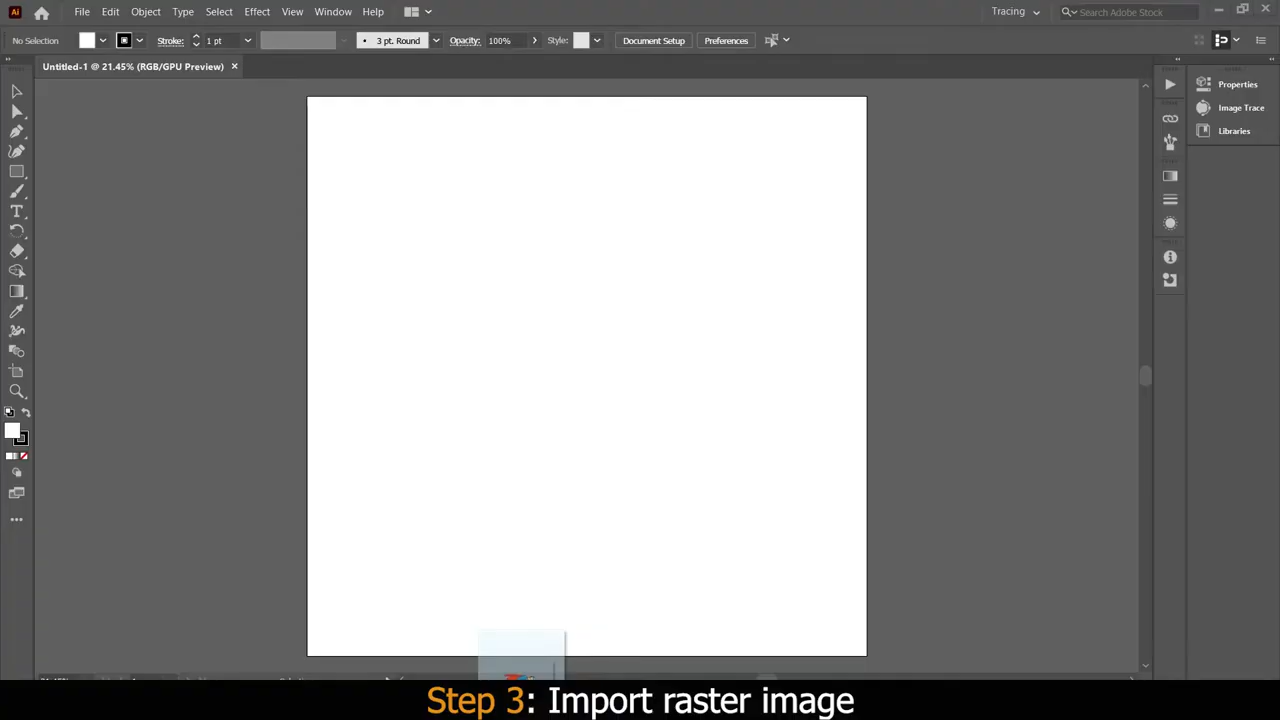 Ai File Edit Object Type Select Effect View Window Help Tracing Search Adobe Stock
No Selection Stroke: 1 pt 3 pt. Round Opacity: 100% Style: Document Setup Preferences
Untitled-1 @ 21.45% (RGB/GPU Preview)
Properties
Image Trace
Libraries
Step 3: Import raster image